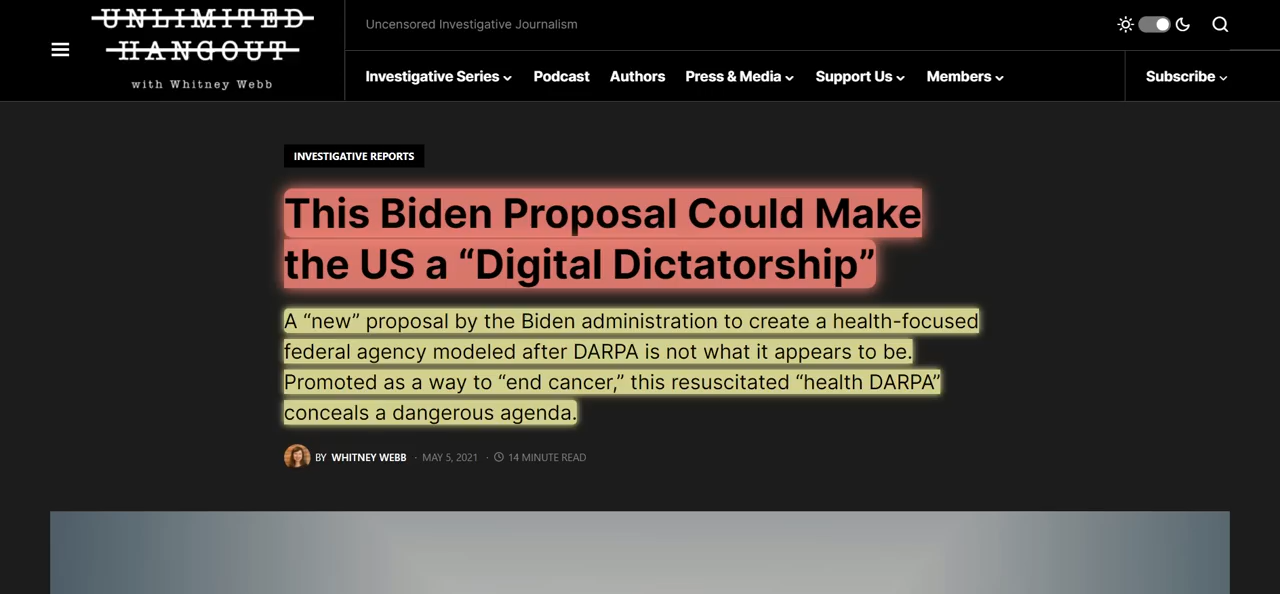 UNLIMITED
HANGOUT
with Whitney Webb
Uncensored Investigative Journalism
Investigative Series Podcast Authors Press & Media Support Us Members Subscribe
INVESTIGATIVE REPORTS
This Biden Proposal Could Make
the US a “Digital Dictatorship”
A “new” proposal by the Biden administration to create a health-focused
federal agency modeled after DARPA is not what it appears to be.
Promoted as a way to “end cancer,” this resuscitated “health DARPA”
conceals a dangerous agenda.
BY WHITNEY WEBB · MAY 5, 2021 · 14 MINUTE READ